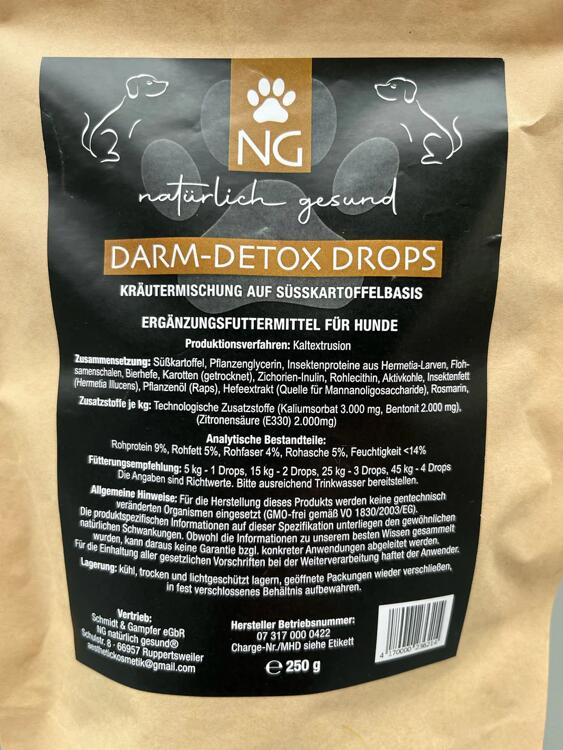 NG
natürlich gesund
DARM-DETOX DROPS
KRÄUTERMISCHUNG AUF SÜSSKARTOFFELBASIS
ERGÄNZUNGSFUTTERMITTEL FÜR HUNDE
Produktionsverfahren: Kaltextrusion
Zusammensetzung: Süßkartoffel, Pflanzenglycerin, Insektenproteine aus Hermetia-Larven, Floh-
samenschalen, Bierhefe, Karotten (getrocknet), Zichorien-Inulin, Rohlecithin, Aktivkohle, Insektenfett
(Hermetia Illucens), Pflanzenöl (Raps), Hefeextrakt (Quelle für Mannanoligosaccharide), Rosmarin,
Zusatzstoffe je kg: Technologische Zusatzstoffe (Kaliumsorbat 3.000 mg, Bentonit 2.000 mg),
(Zitronensäure (E330) 2.000mg)
Analytische Bestandteile:
Rohprotein 9%, Rohfett 5%, Rohfaser 4%, Rohasche 5%, Feuchtigkeit <14%
Fütterungsempfehlung: 5 kg - 1 Drops, 15 kg - 2 Drops, 25 kg - 3 Drops, 45 kg - 4 Drops
Die Angaben sind Richtwerte. Bitte ausreichend Trinkwasser bereitstellen.
Allgemeine Hinweise: Für die Herstellung dieses Produkts werden keine gentechnisch
veränderten Organismen eingesetzt (GMO-frei gemäß VO 1830/2003/EG).
Die produktspezifischen Informationen auf dieser Spezifikation unterliegen den gewöhnlichen
natürlichen Schwankungen. Obwohl die Informationen zu unserem besten Wissen gesammelt
wurden, kann daraus keine Garantie bzgl. konkreter Anwendungen abgeleitet werden.
Für die Einhaltung aller gesetzlichen Vorschriften bei der Weiterverarbeitung haftet der Anwender.
Lagerung: kühl, trocken und lichtgeschützt lagern, geöffnete Packungen wieder verschließen,
in fest verschlossenes Behältnis aufbewahren.
Vertrieb:
Schmidt & Gampfer eGbR
NG natürlich gesund®
Schulstr. 8 - 66957 Ruppertsweiler
aesthetickosmetik@gmail.com
Hersteller Betriebsnummer:
07 317 000 0422
Charge-Nr./MHD siehe Etikett
e 250 g